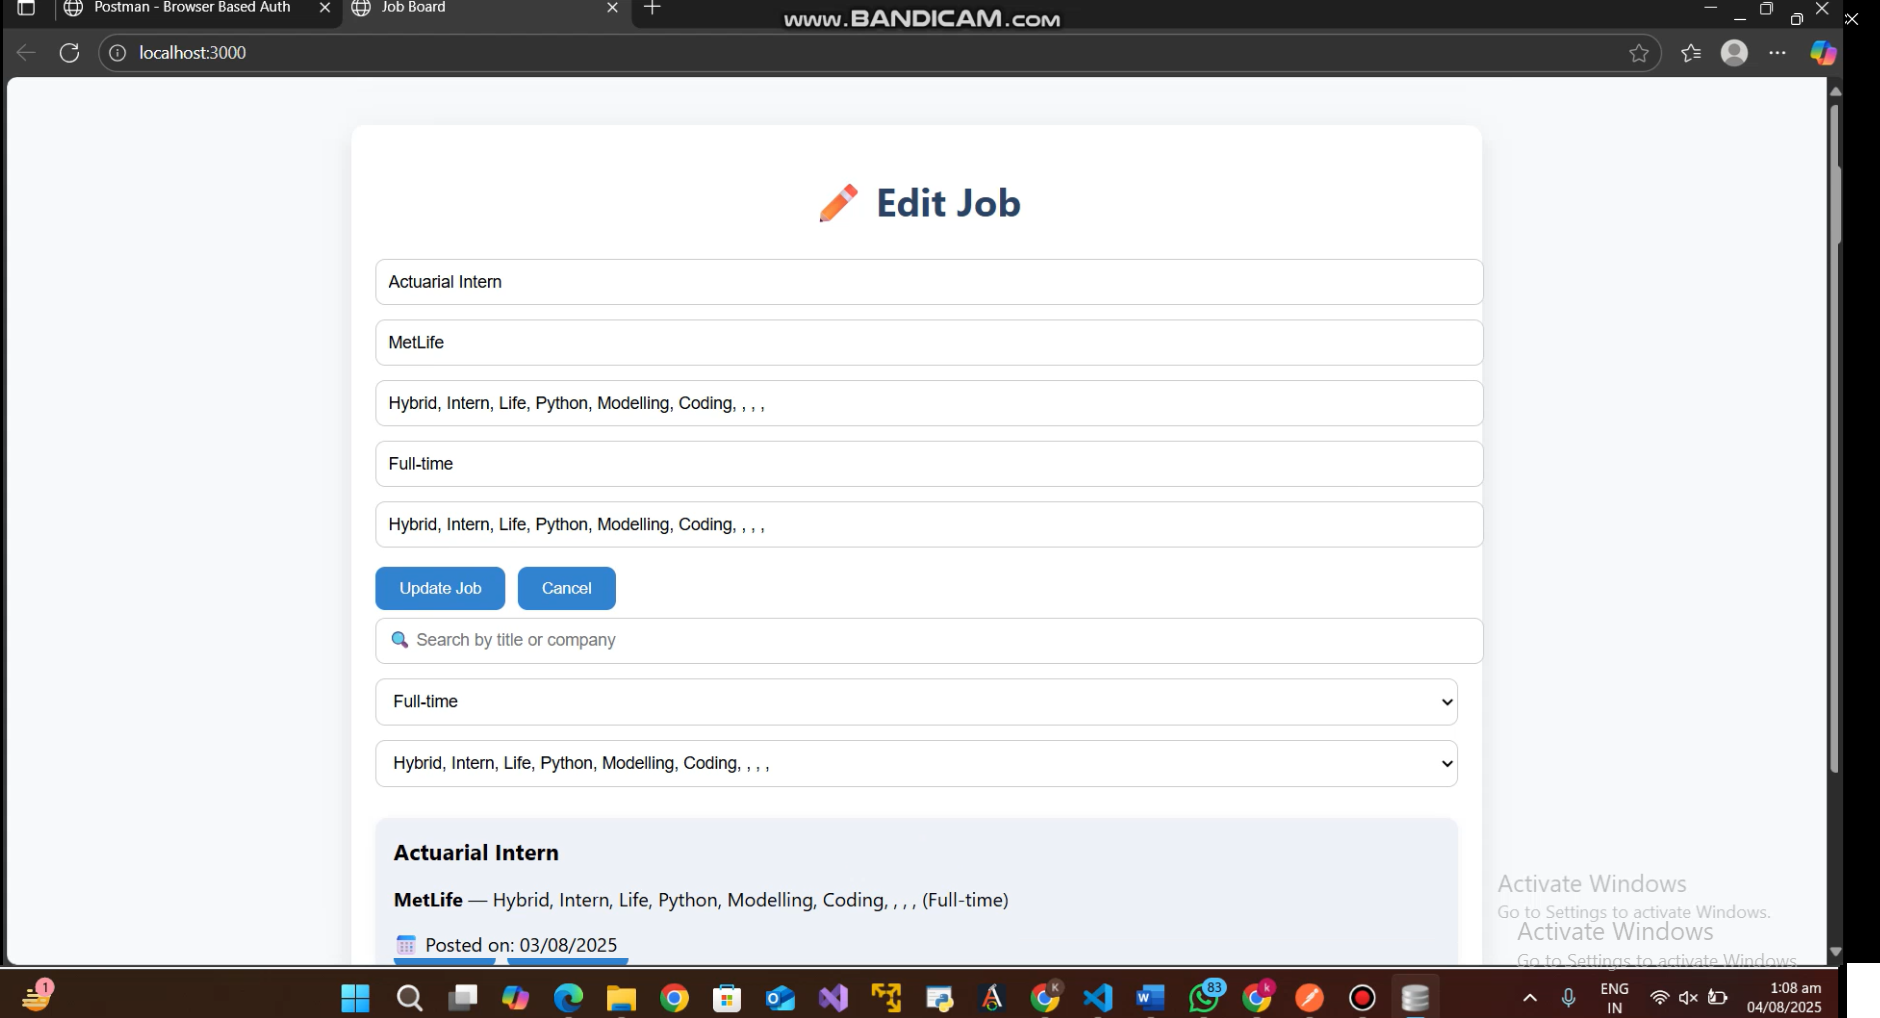 Postman - Browser Based Auth
Job Board
www.BANDICAM.com
localhost:3000
Edit Job
Actuarial Intern
MetLife
Hybrid, Intern, Life, Python, Modelling, Coding, , , ,
Full-time
Hybrid, Intern, Life, Python, Modelling, Coding, , , ,
Update Job
Cancel
Search by title or company
Full-time
Hybrid, Intern, Life, Python, Modelling, Coding, , , ,
Actuarial Intern
MetLife — Hybrid, Intern, Life, Python, Modelling, Coding, , , , (Full-time)
Posted on: 03/08/2025
Activate Windows
Go to Settings to activate Windows.
Activate Windows
Go to Settings to activate Windows.
1
K
83
k
ENG
IN
1:08 am
04/08/2025